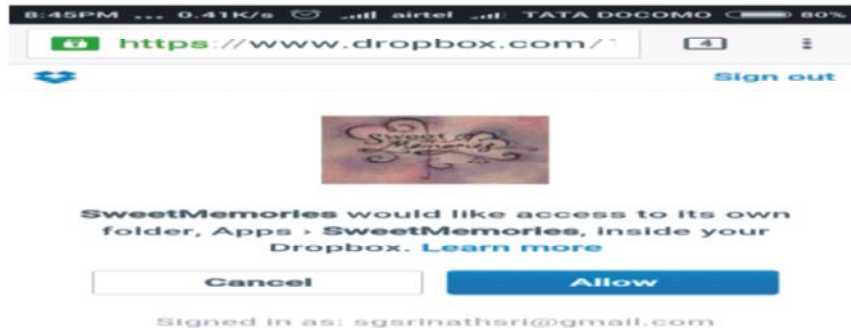 8:45PM ... 0.41K/s airtel TATA DOCOMO 80%
https://www.dropbox.com/1 4
Sign out
Sweet
Memories
SweetMemories would like access to its own
folder, Apps › SweetMemories, inside your
Dropbox. Learn more
Cancel Allow
Signed in as: sgsrinathsri@gmail.com